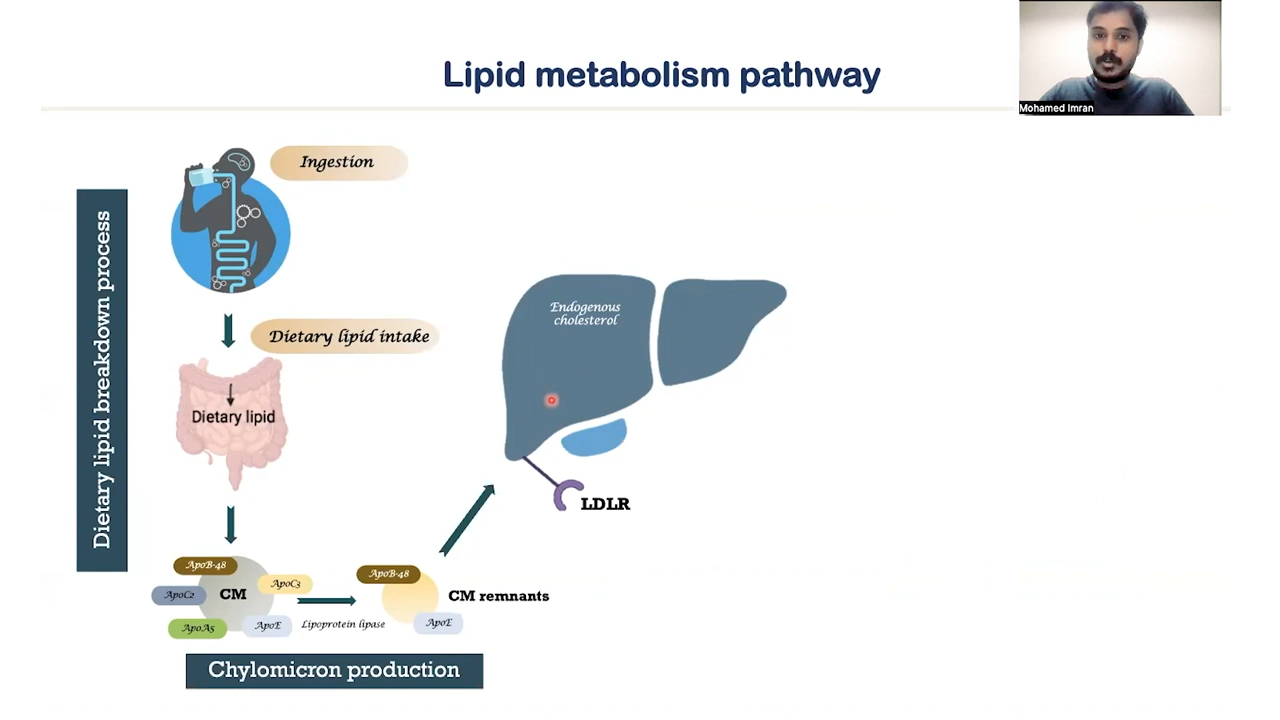 Lipid metabolism pathway
Mohamed Imran
Ingestion
Dietary lipid breakdown process
Dietary lipid intake
Dietary lipid
Endogenous
cholesterol
LDLR
ApoB-48
ApoC2
CM
ApoC3
ApoA5
ApoE
Lipoprotein lipase
ApoB-48
ApoE
CM remnants
Chylomicron production